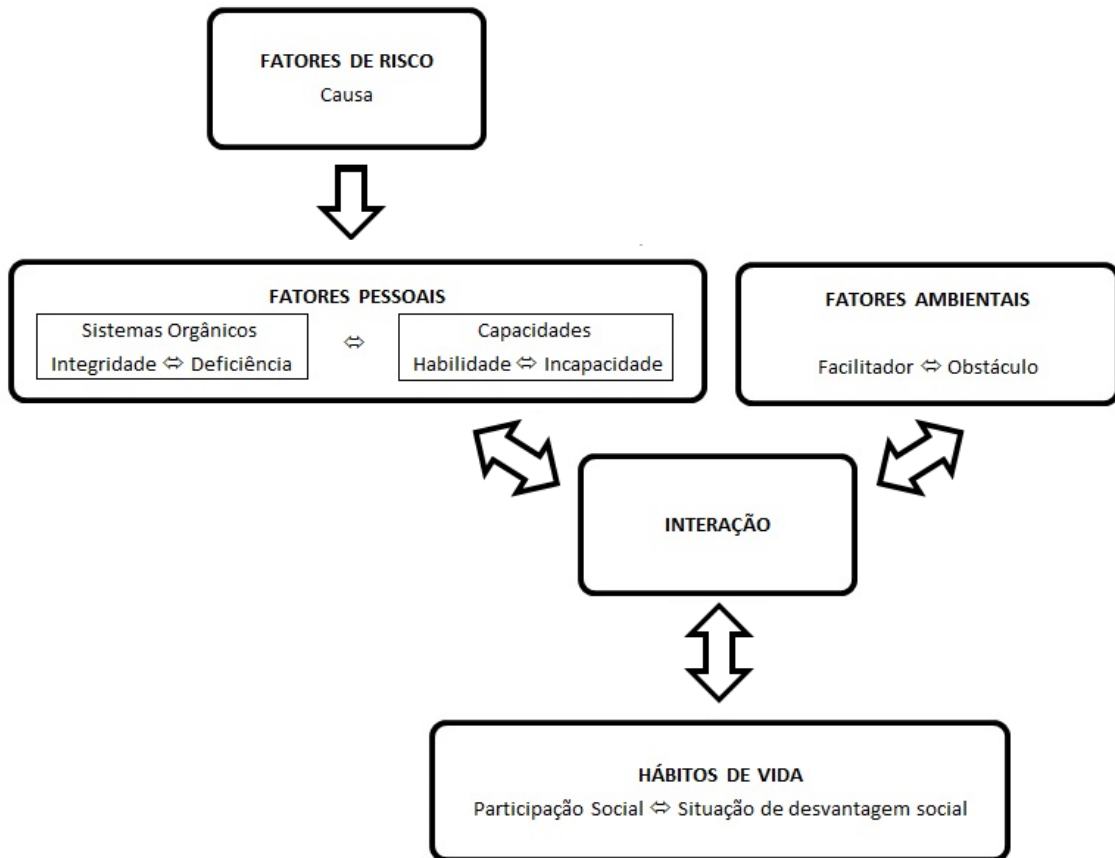 FATORES DE RISCO
Causa
FATORES PESSOAIS
Sistemas Orgânicos
Integridade ⇔ Deficiência
⇔
Capacidades
Habilidade ⇔ Incapacidade
FATORES AMBIENTAIS
Facilitador ⇔ Obstáculo
INTERAÇÃO
HÁBITOS DE VIDA
Participação Social ⇔ Situação de desvantagem social